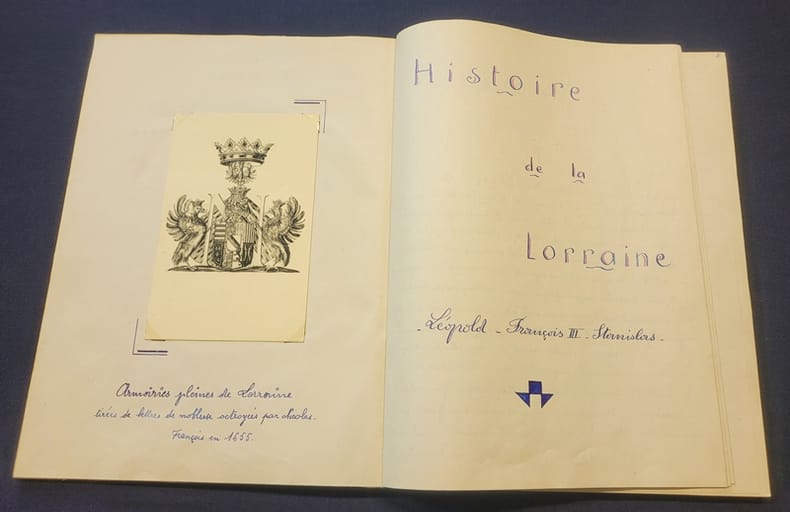 Armoiries pleines de Lorraine
tirées de lettres de noblesse octroyées par Nicolas-
François en 1655.
Histoire
de la
Lorraine
- Léopold - François III - Stanislas -